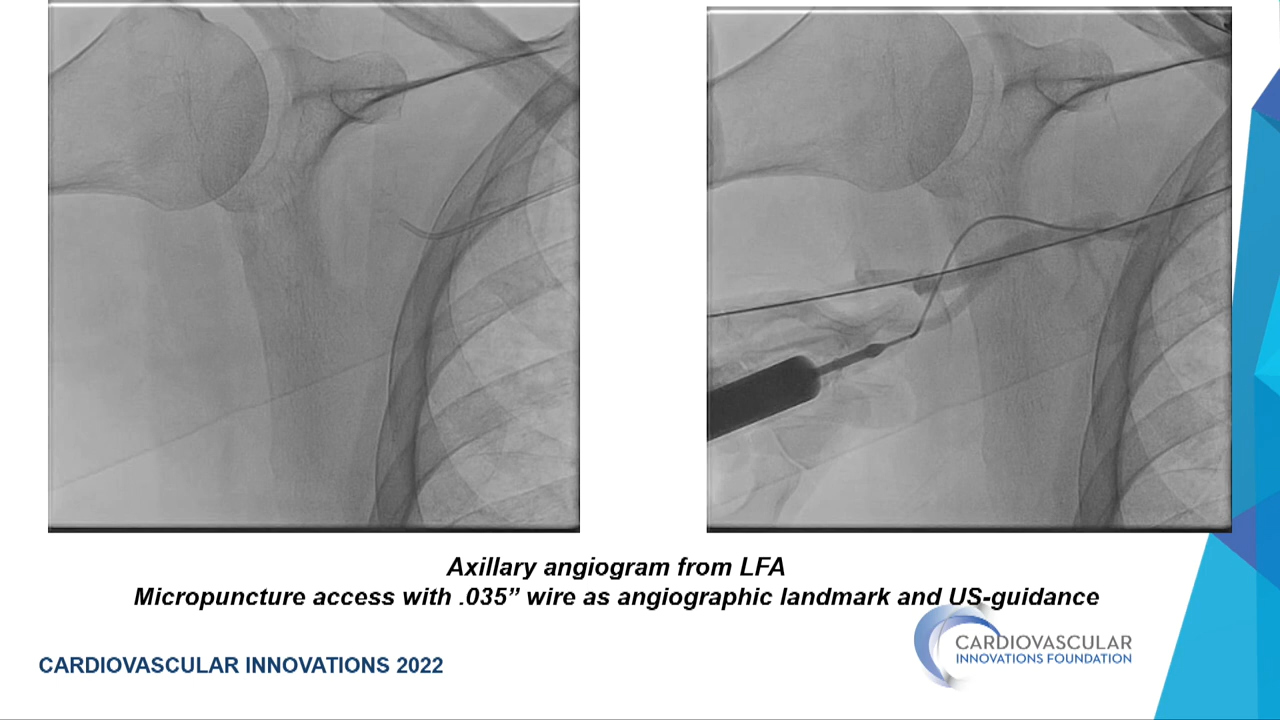 Axillary angiogram from LFA
Micropuncture access with .035” wire as angiographic landmark and US-guidance
CARDIOVASCULAR
INNOVATIONS FOUNDATION
CARDIOVASCULAR INNOVATIONS 2022